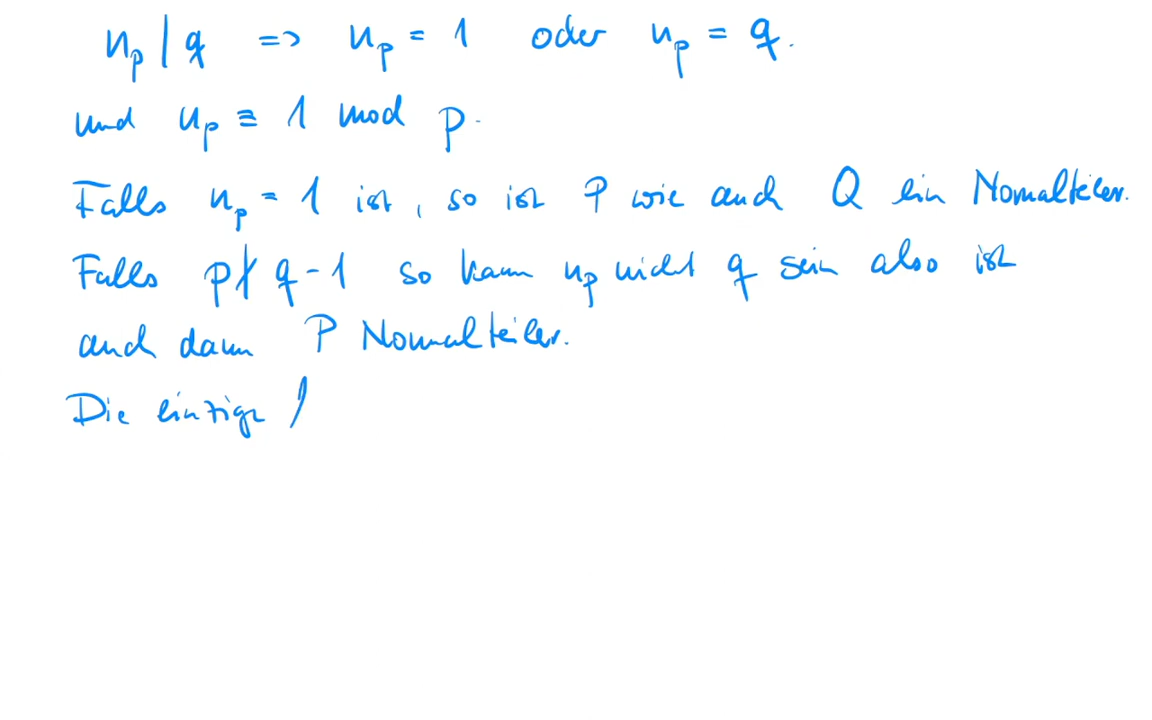 n_p | q => n_p = 1 oder n_p = q.
und n_p ≡ 1 mod p.
Falls n_p = 1 ist, so ist P wie auch Q ein Normalteiler.
Falls p ∤ q - 1 so kann n_p nicht q sein also ist
auch dann P Normalteiler.
Die einzige